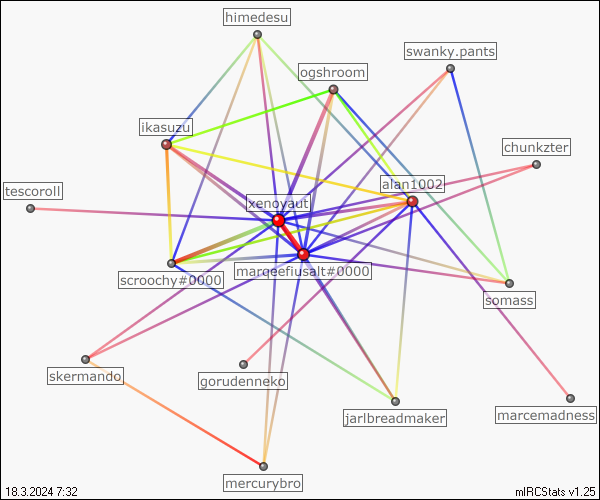 himedesu
swanky.pants
ogshroom
ikasuzu
chunkzter
alan1002
tescoroll
xenoyaut
marqeefiusalt#0000
scroochy#0000
somass
skermando
gorudenneko
jarlbreadmaker
marcemadness
mercurybro
18.3.2024 7:32
mIRCStats v1.25